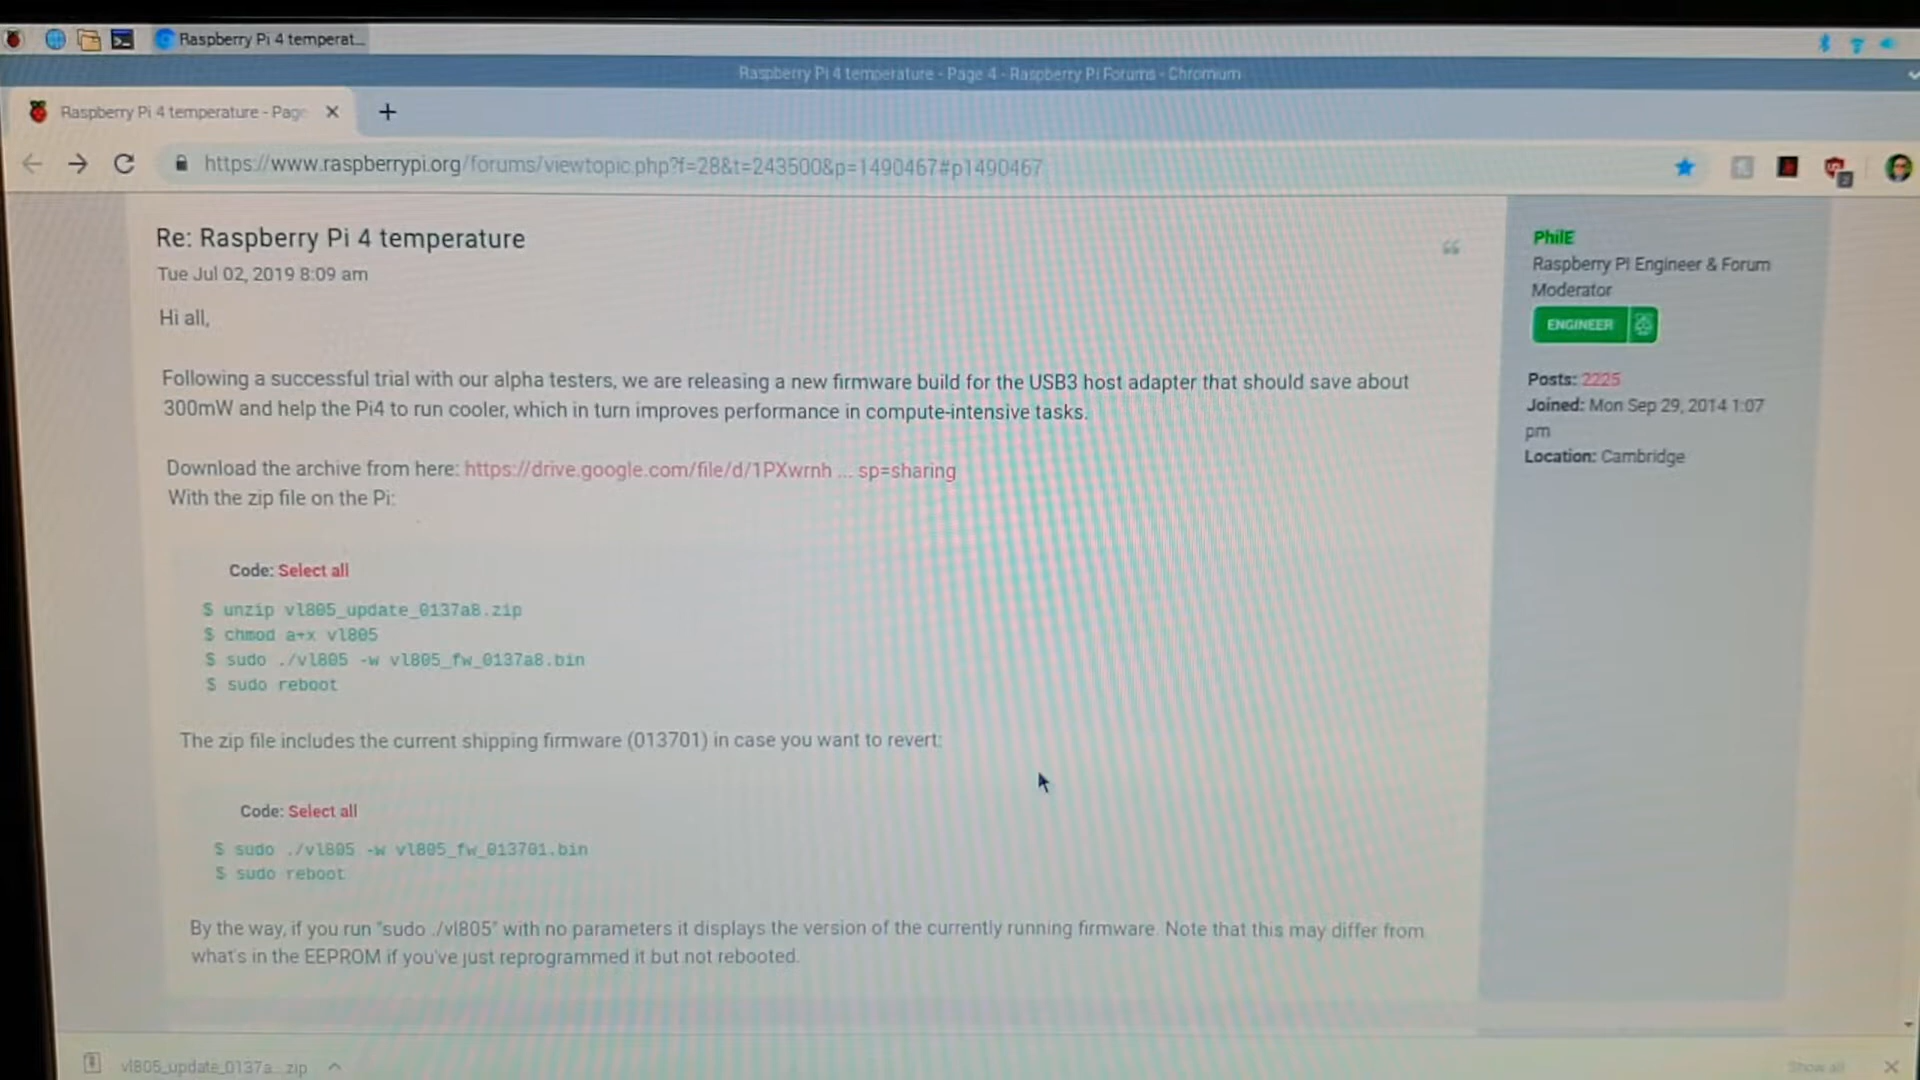 Raspberry Pi 4 temperat...
Raspberry Pi 4 temperature - Page 4 - Raspberry Pi Forums - Chromium
Raspberry Pi 4 temperature - Page
https://www.raspberrypi.org/forums/viewtopic.php?f=28&t=243500&p=1490467#p1490467
Re: Raspberry Pi 4 temperature
Tue Jul 02, 2019 8:09 am
Hi all,
Following a successful trial with our alpha testers, we are releasing a new firmware build for the USB3 host adapter that should save about
300mW and help the Pi4 to run cooler, which in turn improves performance in compute-intensive tasks.
Download the archive from here: https://drive.google.com/file/d/1PXwrnh ... sp=sharing
With the zip file on the Pi:
Code: Select all
$ unzip vl805_update_0137a8.zip
$ chmod a+x vl805
$ sudo ./vl805 -w vl805_fw_0137a8.bin
$ sudo reboot
The zip file includes the current shipping firmware (013701) in case you want to revert:
Code: Select all
$ sudo ./vl805 -w vl805_fw_013701.bin
$ sudo reboot
By the way, if you run "sudo ./vl805" with no parameters it displays the version of the currently running firmware. Note that this may differ from
what's in the EEPROM if you've just reprogrammed it but not rebooted.
PhilE
Raspberry Pi Engineer & Forum
Moderator
ENGINEER
Posts: 2225
Joined: Mon Sep 29, 2014 1:07
pm
Location: Cambridge
vl805_update_0137a...zip
Show all